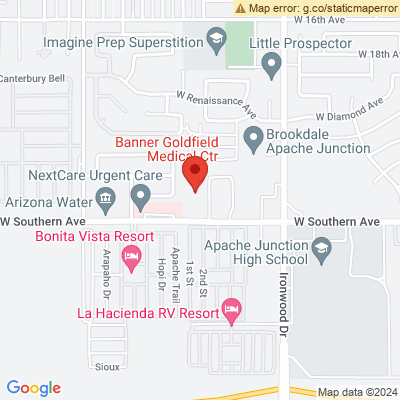 Map error: g.co/staticmaperror
W 16th Ave
Imagine Prep Superstition
Little Prospector
W 18th Ave
Canterbury Bell
W Renaissance Ave
W Diamond Ave
Banner Goldfield
Medical Ctr
Brookdale
Apache Junction
NextCare Urgent Care
Arizona Water
W Southern Ave
W Southern Ave
Bonita Vista Resort
Apache Junction
High School
Arapaho Dr
Hopi Dr
Apache Trail
1st St
2nd St
Ironwood Dr
La Hacienda RV Resort
Sioux
Google
Map data ©2024